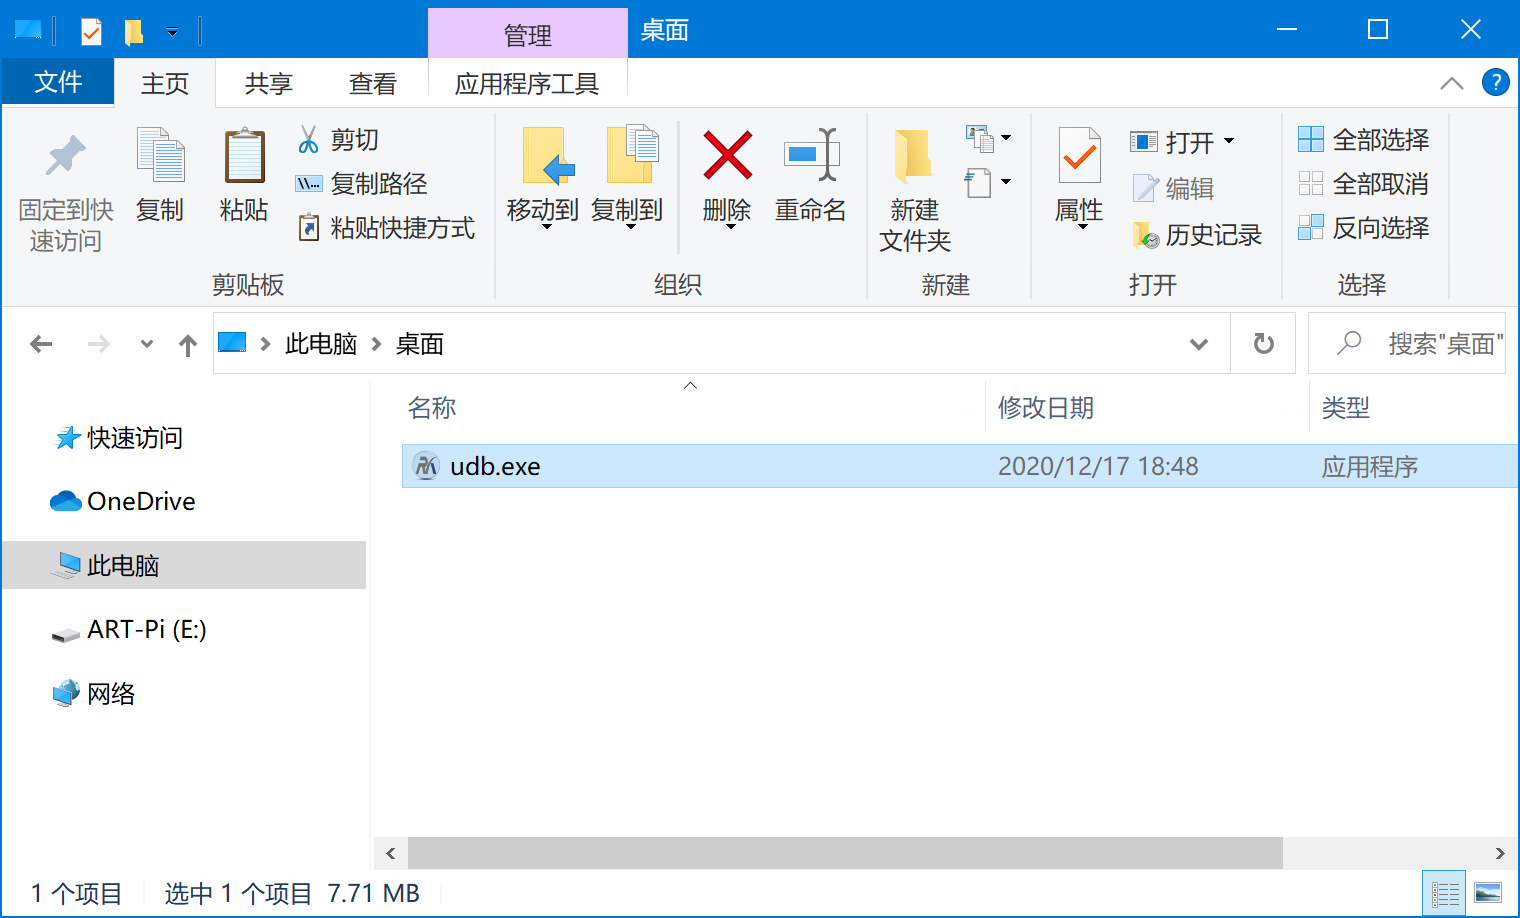 管理
桌面
文件
主页
共享
查看
应用程序工具
?
固定到快
速访问
复制
粘贴
剪切
复制路径
粘贴快捷方式
剪贴板
移动到
复制到
删除
重命名
组织
新建
文件夹
新建
属性
打开
编辑
历史记录
打开
全部选择
全部取消
反向选择
选择
此电脑
桌面
搜索"桌面"
名称
修改日期
类型
快速访问
OneDrive
此电脑
ART-Pi (E:)
网络
udb.exe
2020/12/17 18:48
应用程序
1 个项目
选中 1 个项目 7.71 MB